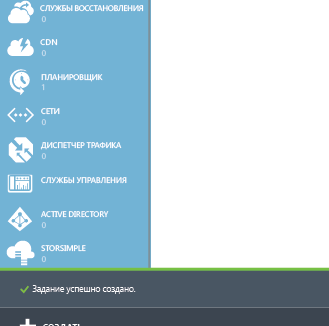 СЛУЖБЫ ВОССТАНОВЛЕНИЯ
0
CDN
0
ПЛАНИРОВЩИК
1
СЕТИ
0
ДИСПЕТЧЕР ТРАФИКА
0
СЛУЖБЫ УПРАВЛЕНИЯ
ACTIVE DIRECTORY
0
STORSIMPLE
0
Задание успешно создано.
СОЗДАТЬ